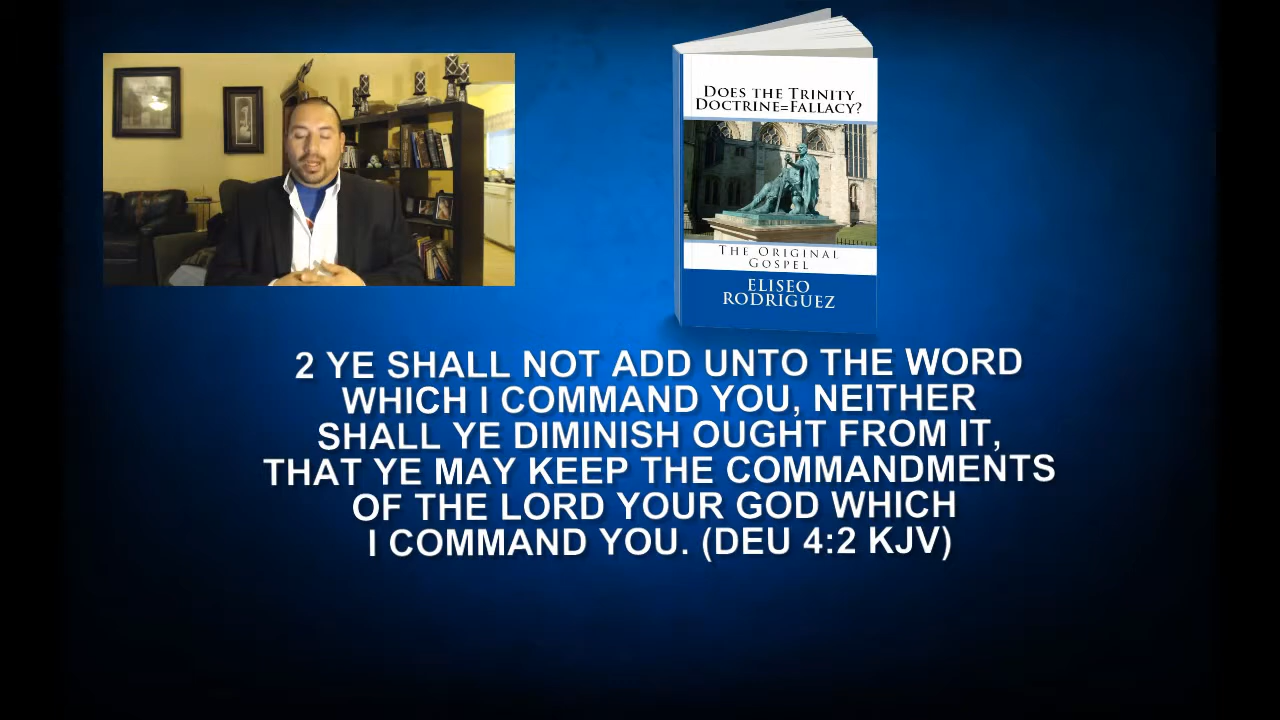 DOES THE TRINITY
DOCTRINE=FALLACY?
THE ORIGINAL
GOSPEL
ELISEO
RODRIGUEZ
2 YE SHALL NOT ADD UNTO THE WORD
WHICH I COMMAND YOU, NEITHER
SHALL YE DIMINISH OUGHT FROM IT,
THAT YE MAY KEEP THE COMMANDMENTS
OF THE LORD YOUR GOD WHICH
I COMMAND YOU. (DEU 4:2 KJV)